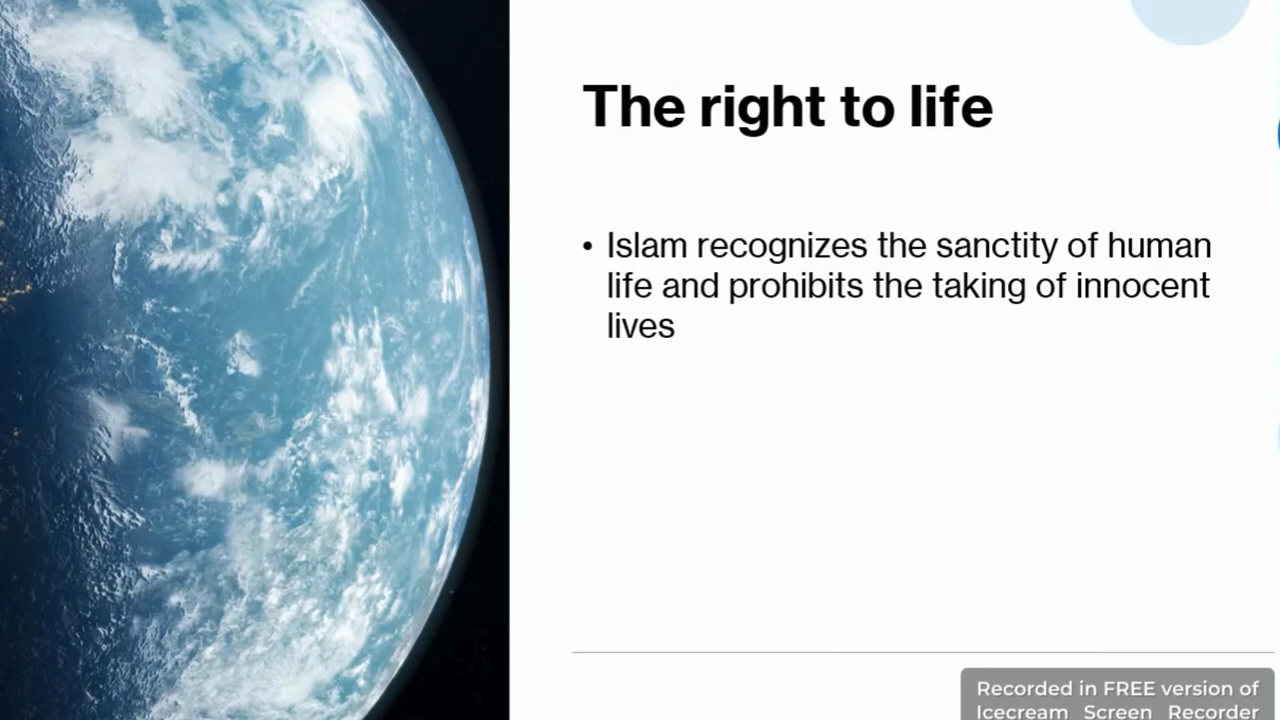 The right to life
• Islam recognizes the sanctity of human
life and prohibits the taking of innocent
lives
Recorded in FREE version of
Icecream Screen Recorder